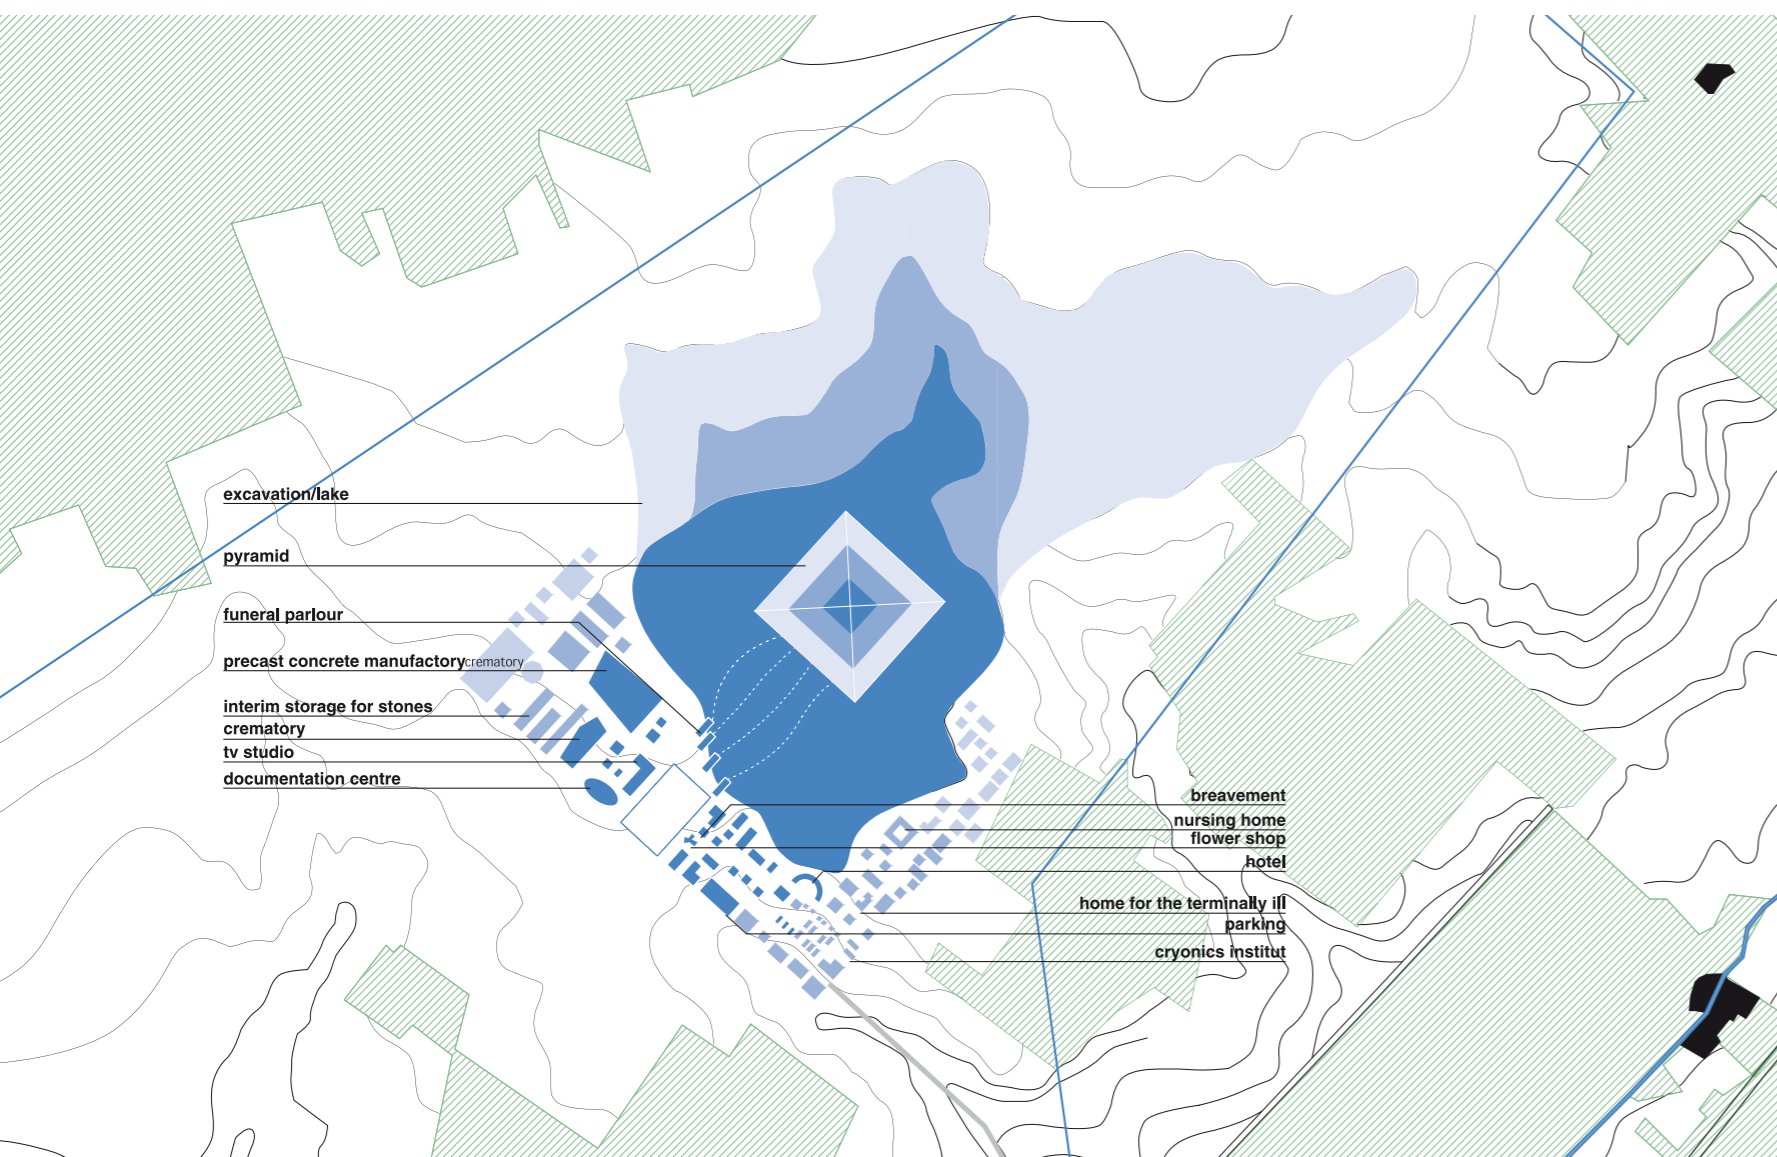 excavation/lake
pyramid
funeral parlour
precast concrete manufactory crematory
interim storage for stones
crematory
tv studio
documentation centre
breavement
nursing home
flower shop
hotel
home for the terminally ill
parking
cryonics institut